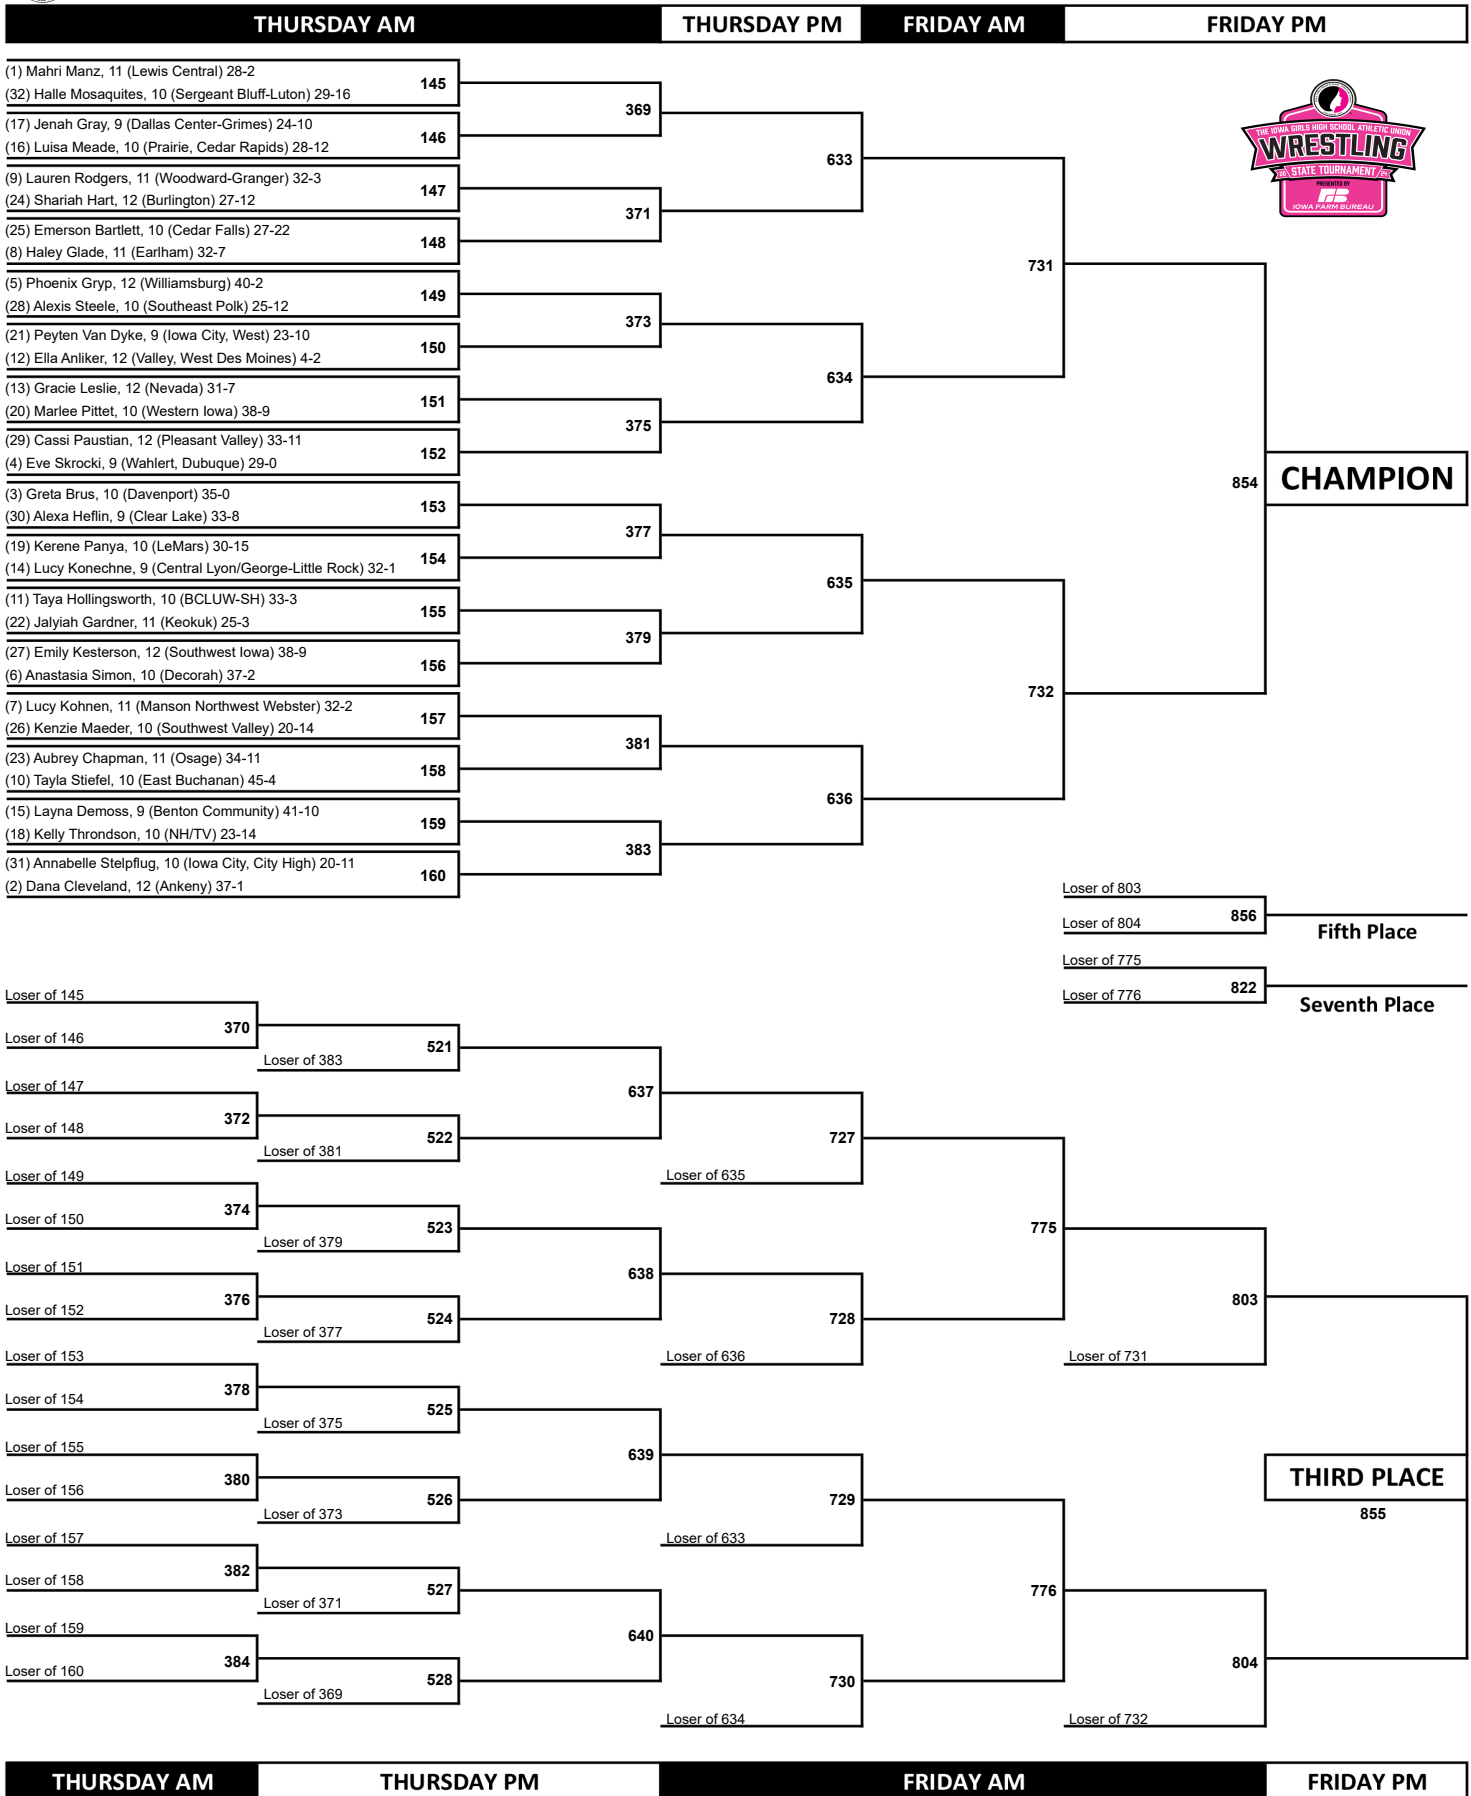 THURSDAY AM THURSDAY PM FRIDAY AM FRIDAY PM
(1) Mahri Manz, 11 (Lewis Central) 28-2
(32) Halle Mosaquites, 10 (Sergeant Bluff-Luton) 29-16
145
(17) Jenah Gray, 9 (Dallas Center-Grimes) 24-10
(16) Luisa Meade, 10 (Prairie, Cedar Rapids) 28-12
146
(9) Lauren Rodgers, 11 (Woodward-Granger) 32-3
(24) Shariah Hart, 12 (Burlington) 27-12
147
(25) Emerson Bartlett, 10 (Cedar Falls) 27-22
(8) Haley Glade, 11 (Earlham) 32-7
148
(5) Phoenix Gryp, 12 (Williamsburg) 40-2
(28) Alexis Steele, 10 (Southeast Polk) 25-12
149
(21) Peyten Van Dyke, 9 (Iowa City, West) 23-10
(12) Ella Anliker, 12 (Valley, West Des Moines) 4-2
150
(13) Gracie Leslie, 12 (Nevada) 31-7
(20) Marlee Pittet, 10 (Western Iowa) 38-9
151
(29) Cassi Paustian, 12 (Pleasant Valley) 33-11
(4) Eve Skrocki, 9 (Wahlert, Dubuque) 29-0
152
(3) Greta Brus, 10 (Davenport) 35-0
(30) Alexa Heflin, 9 (Clear Lake) 33-8
153
(19) Kerene Panya, 10 (LeMars) 30-15
(14) Lucy Konechne, 9 (Central Lyon/George-Little Rock) 32-1
154
(11) Taya Hollingsworth, 10 (BCLUW-SH) 33-3
(22) Jalyiah Gardner, 11 (Keokuk) 25-3
155
(27) Emily Kesterson, 12 (Southwest Iowa) 38-9
(6) Anastasia Simon, 10 (Decorah) 37-2
156
(7) Lucy Kohnen, 11 (Manson Northwest Webster) 32-2
(26) Kenzie Maeder, 10 (Southwest Valley) 20-14
157
(23) Aubrey Chapman, 11 (Osage) 34-11
(10) Tayla Stiefel, 10 (East Buchanan) 45-4
158
(15) Layna Demoss, 9 (Benton Community) 41-10
(18) Kelly Throndson, 10 (NH/TV) 23-14
159
(31) Annabelle Stelpflug, 10 (Iowa City, City High) 20-11
(2) Dana Cleveland, 12 (Ankeny) 37-1
160
369
371
373
375
377
379
381
383
633
634
635
636
731
732
854
CHAMPION
THE IOWA GIRLS HIGH SCHOOL ATHLETIC UNION
WRESTLING
20 STATE TOURNAMENT 24
PRESENTED BY
FB
IOWA FARM BUREAU
Loser of 803
856
Loser of 804
Fifth Place
Loser of 775
822
Loser of 776
Seventh Place
Loser of 145
370
Loser of 146
Loser of 147
372
Loser of 148
Loser of 149
374
Loser of 150
Loser of 151
376
Loser of 152
Loser of 153
378
Loser of 154
Loser of 155
380
Loser of 156
Loser of 157
382
Loser of 158
Loser of 159
384
Loser of 160
521
Loser of 383
522
Loser of 381
523
Loser of 379
524
Loser of 377
525
Loser of 375
526
Loser of 373
527
Loser of 371
528
Loser of 369
637
638
639
640
727
Loser of 635
728
Loser of 636
729
Loser of 633
730
Loser of 634
775
776
803
Loser of 731
804
Loser of 732
THIRD PLACE
855
THURSDAY AM THURSDAY PM FRIDAY AM FRIDAY PM